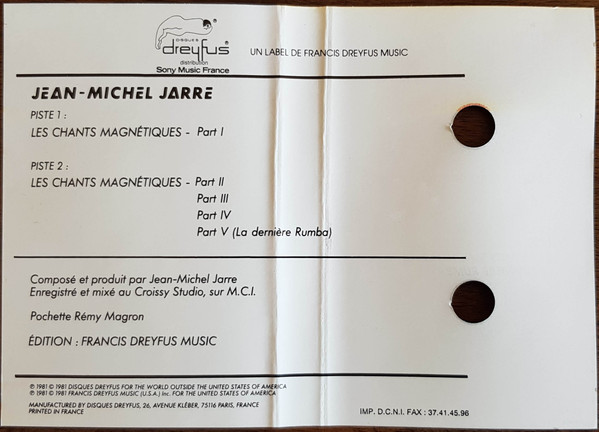 DISQUES
dreyfus
distribution
Sony Music France
UN LABEL DE FRANCIS DREYFUS MUSIC
JEAN-MICHEL JARRE
PISTE 1 :
LES CHANTS MAGNÉTIQUES - Part I
PISTE 2 :
LES CHANTS MAGNÉTIQUES - Part II
Part III
Part IV
Part V (La dernière Rumba)
Composé et produit par Jean-Michel Jarre
Enregistré et mixé au Croissy Studio, sur M.C.I.
Pochette Rémy Magron
ÉDITION : FRANCIS DREYFUS MUSIC
℗ 1981 © 1981 DISQUES DREYFUS FOR THE WORLD OUTSIDE THE UNITED STATES OF AMERICA
℗ 1981 © 1981 FRANCIS DREYFUS MUSIC (U.S.A.) Inc. FOR THE UNITED STATES OF AMERICA
MANUFACTURED BY DISQUES DREYFUS, 26, AVENUE KLÉBER, 75116 PARIS, FRANCE
PRINTED IN FRANCE
IMP. D.C.N.I. FAX : 37.41.45.96